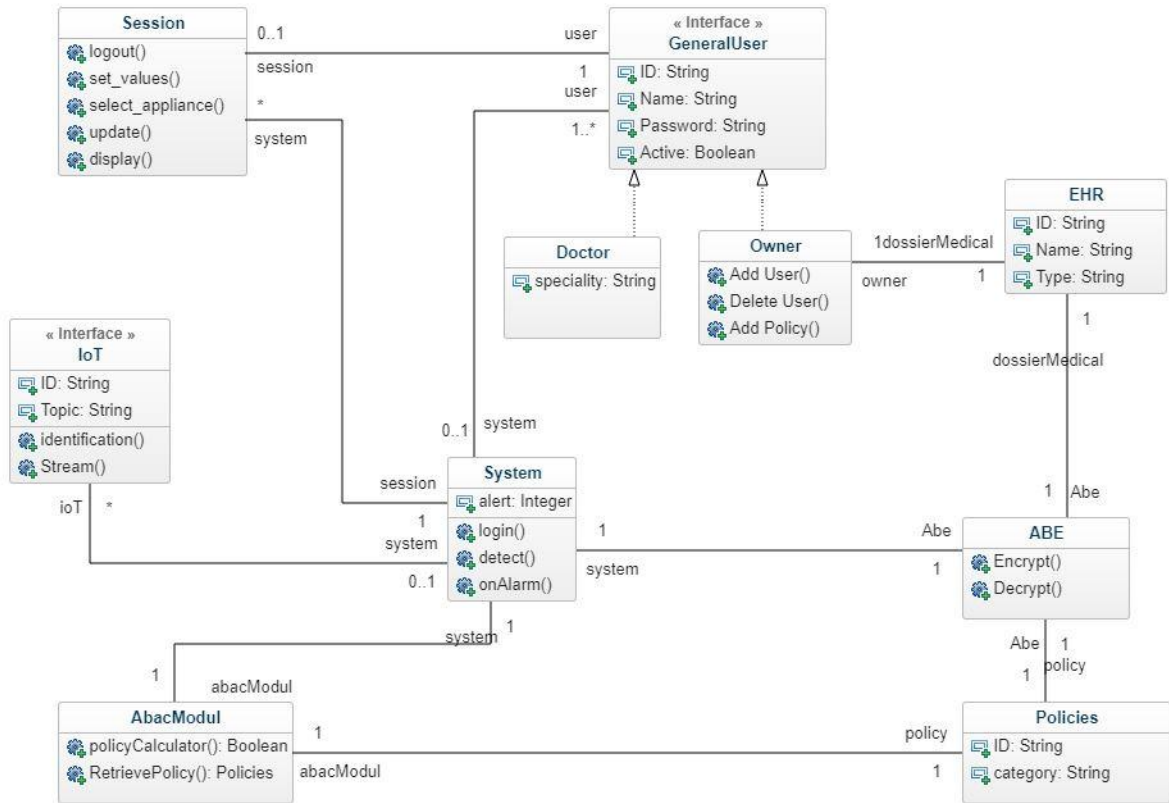 Session
logout()
set_values()
select_appliance()
update()
display()
0..1
session
*
system
user
1
user
1..*
« Interface »
GeneralUser
ID: String
Name: String
Password: String
Active: Boolean
Doctor
speciality: String
Owner
Add User()
Delete User()
Add Policy()
1dossierMedical
owner
1
EHR
ID: String
Name: String
Type: String
1
dossierMedical
« Interface »
IoT
ID: String
Topic: String
identification()
Stream()
ioT
*
0..1
system
session
1
system
0..1
System
alert: Integer
login()
detect()
onAlarm()
1
system
Abe
1
1
Abe
ABE
Encrypt()
Decrypt()
system
1
1
abacModul
Abe
1
1
policy
AbacModul
policyCalculator(): Boolean
RetrievePolicy(): Policies
1
abacModul
policy
1
Policies
ID: String
category: String